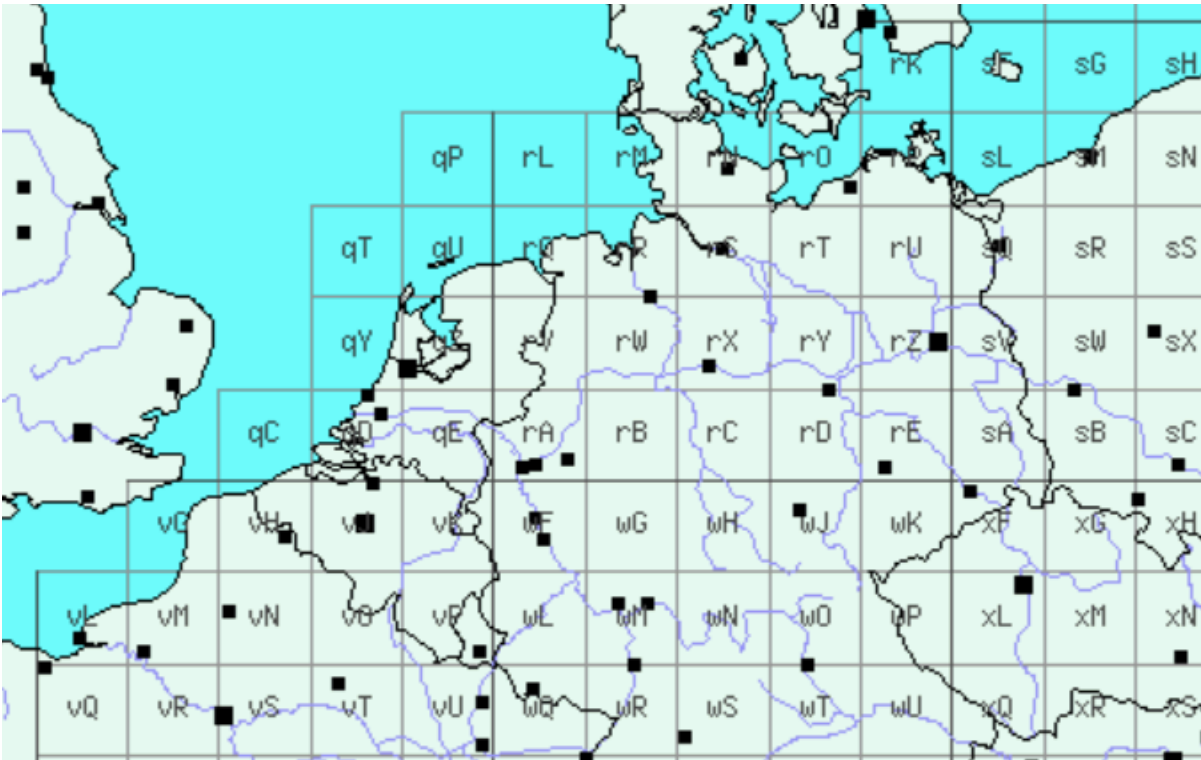 rK sF sG sH
qP rL rM rN rO rP sL sM sN
qT qU rQ rR rS rT rU sQ sR sS
qY qZ rV rW rX rY rZ sV sW sX
qC qD qE rA rB rC rD rE sA sB sC
vG vH vJ vK wF wG wH wJ wK xF xG xH
vL vM vN vO vP wL wM wN wO wP xL xM xN
vQ vR vS vT vU wQ wR wS wT wU xQ xR xS